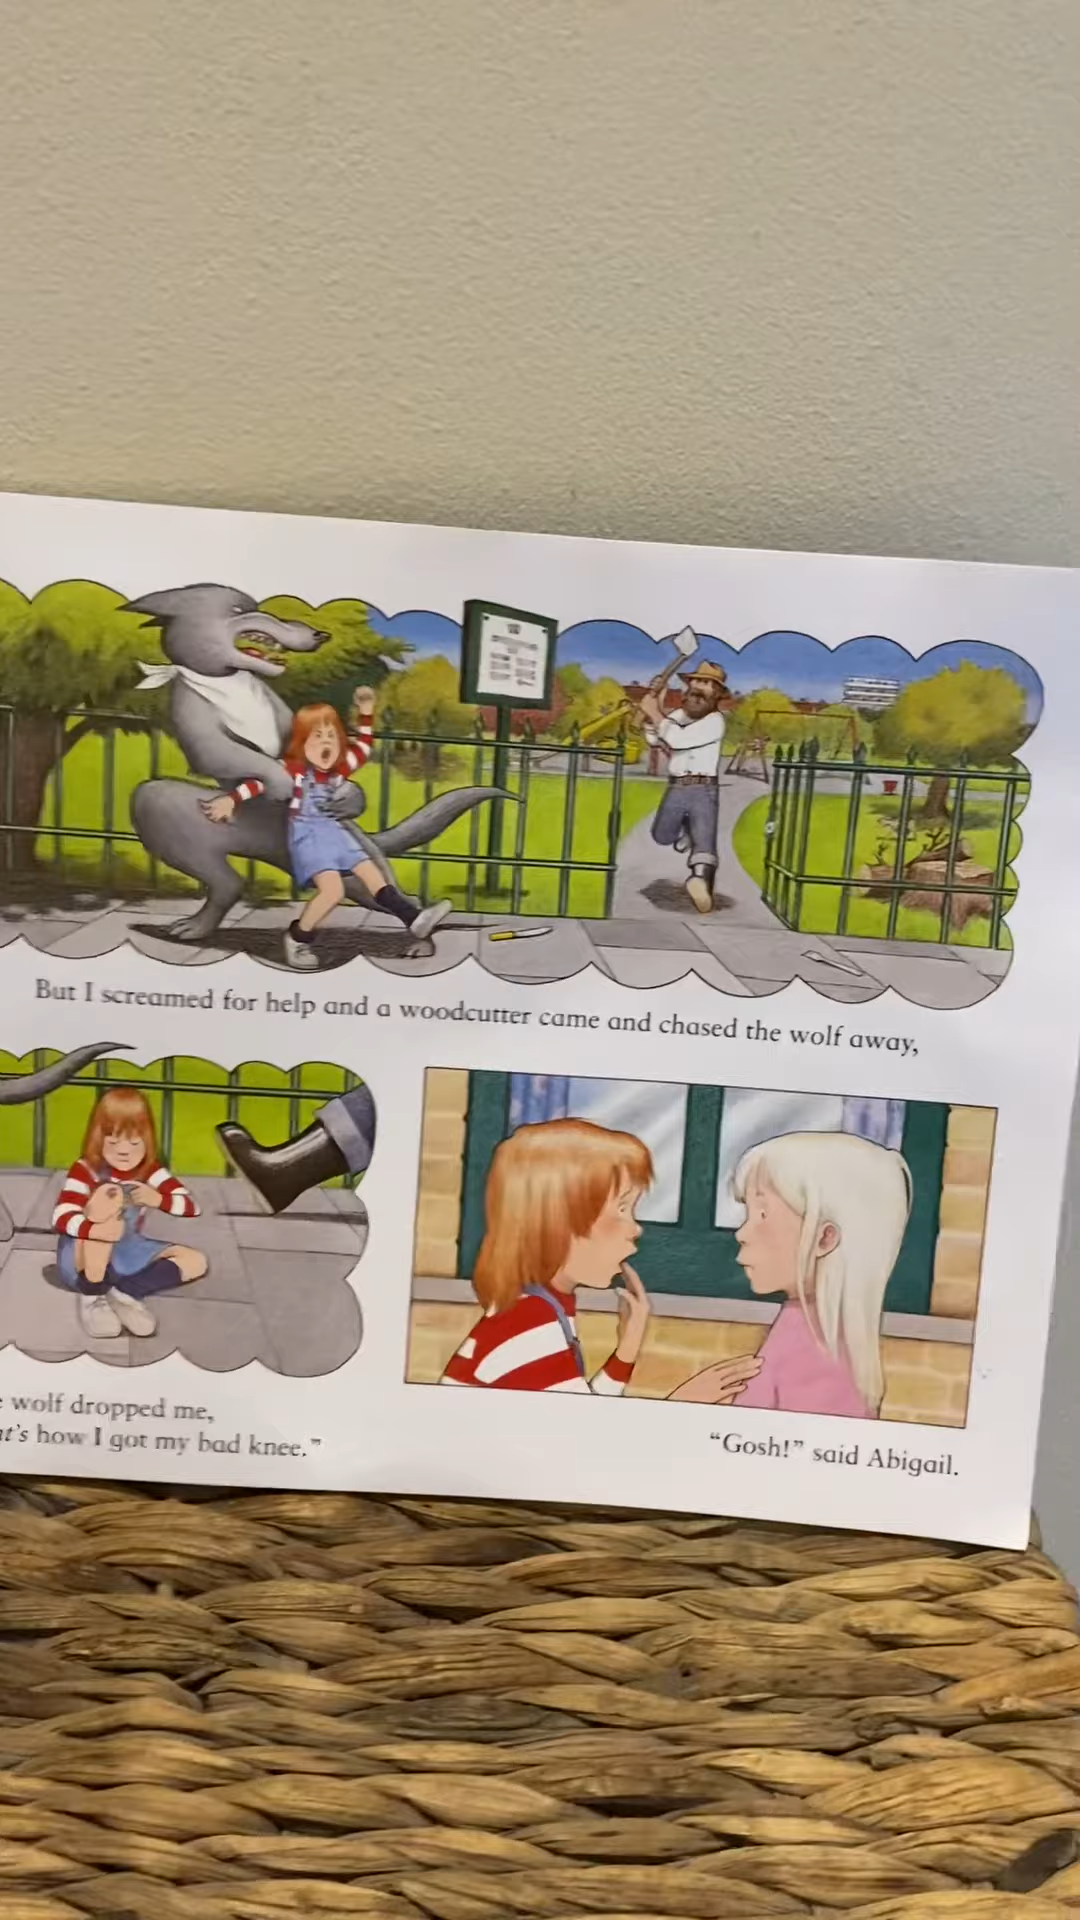 But I screamed for help and a woodcutter came and chased the wolf away,
wolf dropped me,
how I got my bad knee.”
“Gosh!” said Abigail.